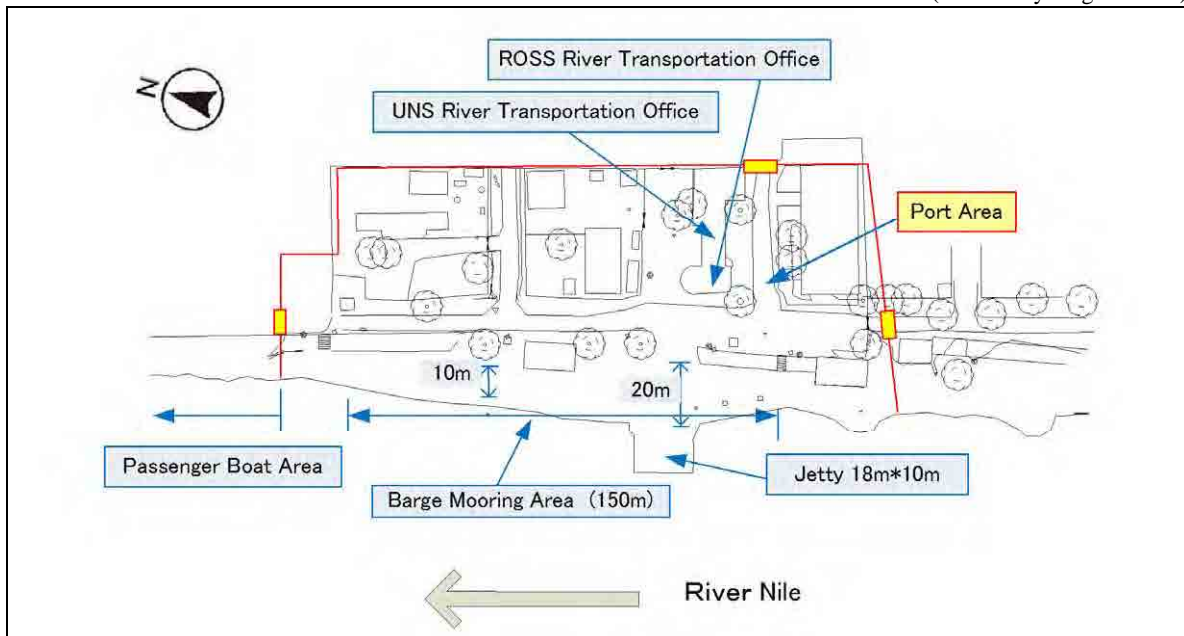 ROSS River Transportation Office
N
UNS River Transportation Office
Port Area
10m
20m
Passenger Boat Area
Jetty 18m*10m
Barge Mooring Area (150m)
River Nile